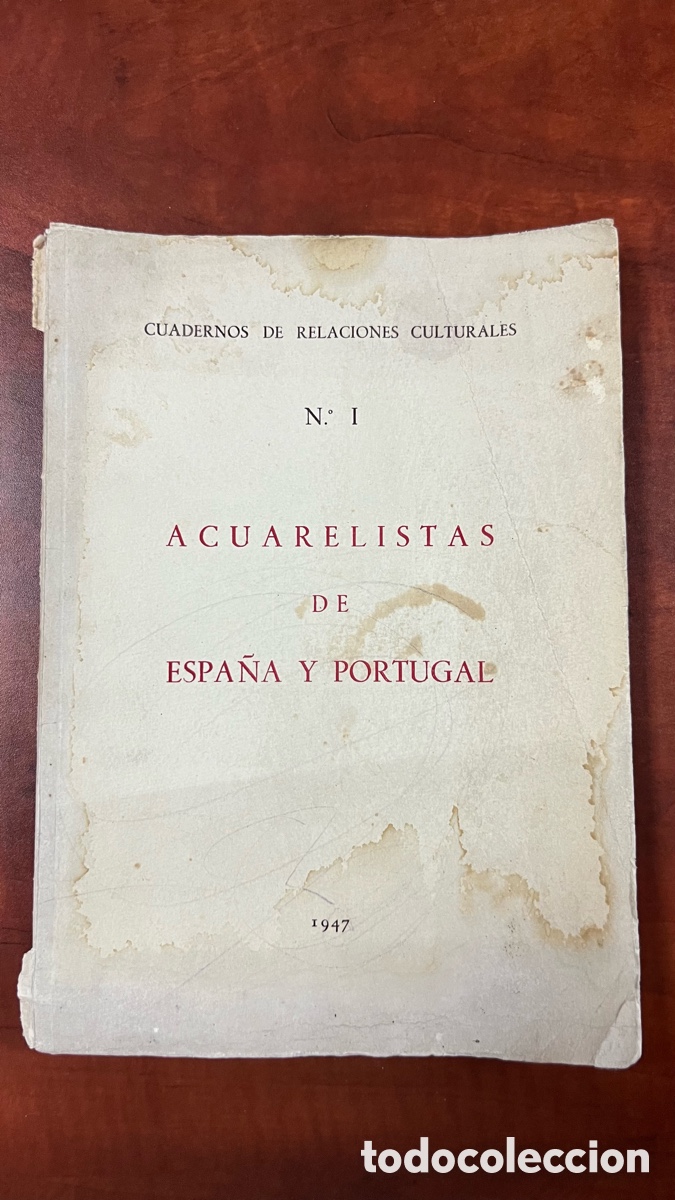 CUADERNOS DE RELACIONES CULTURALES
N.º I
ACUARELISTAS
DE
ESPAÑA Y PORTUGAL
1947
todocoleccion